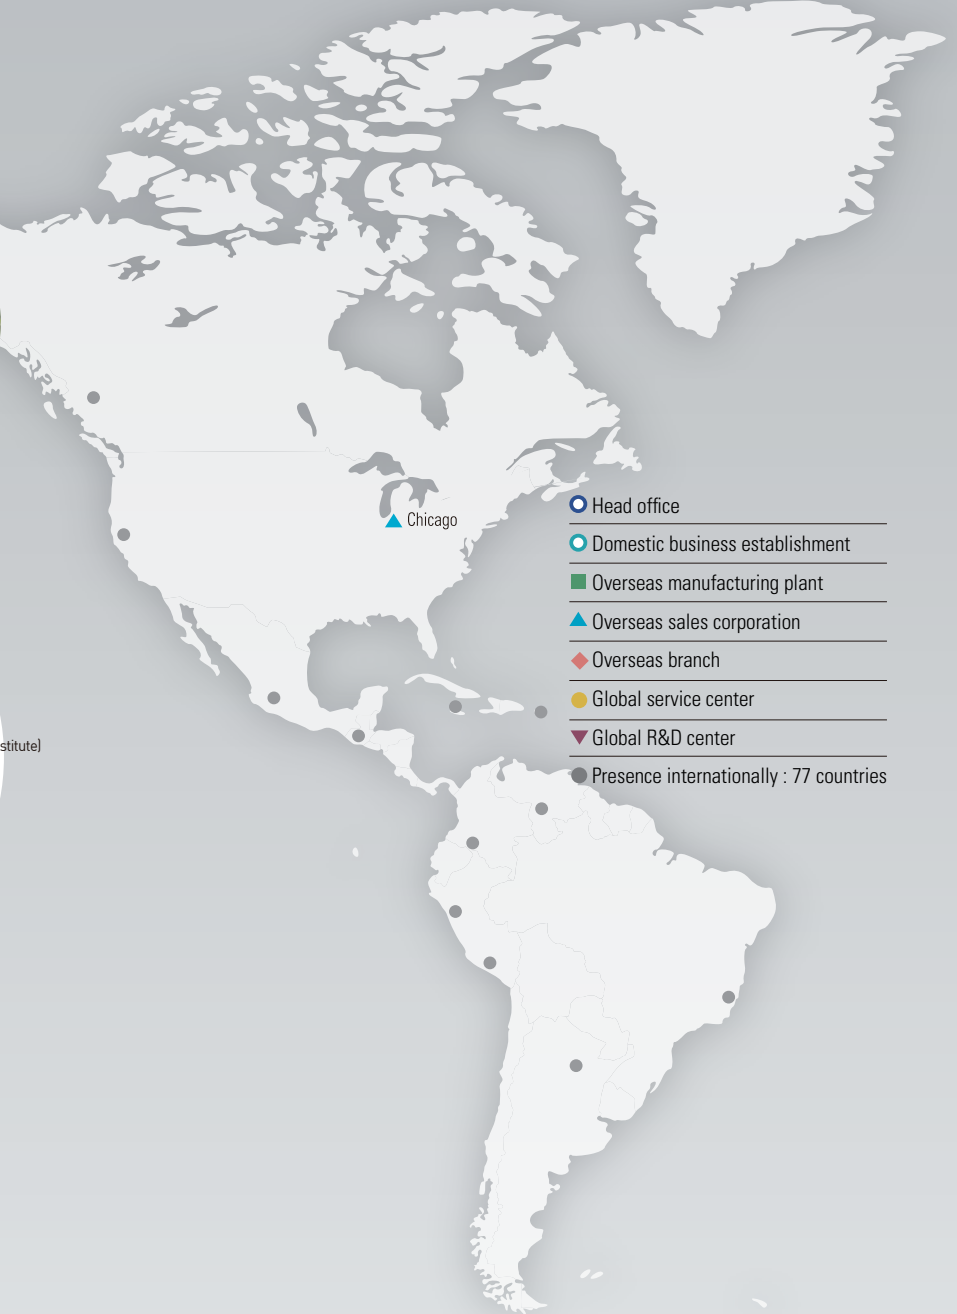 Chicago
Head office
Domestic business establishment
Overseas manufacturing plant
Overseas sales corporation
Overseas branch
Global service center
Global R&D center
stitute)
Presence internationally : 77 countries